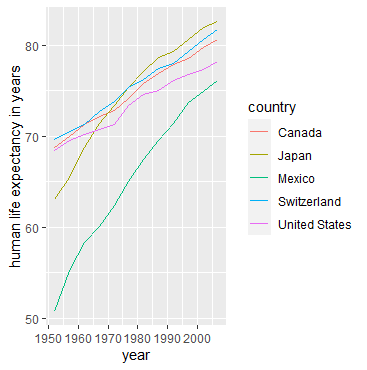 human life expectancy in years
80
70
60
50
1950 1960 1970 1980 1990 2000
year
country
Canada
Japan
Mexico
Switzerland
United States